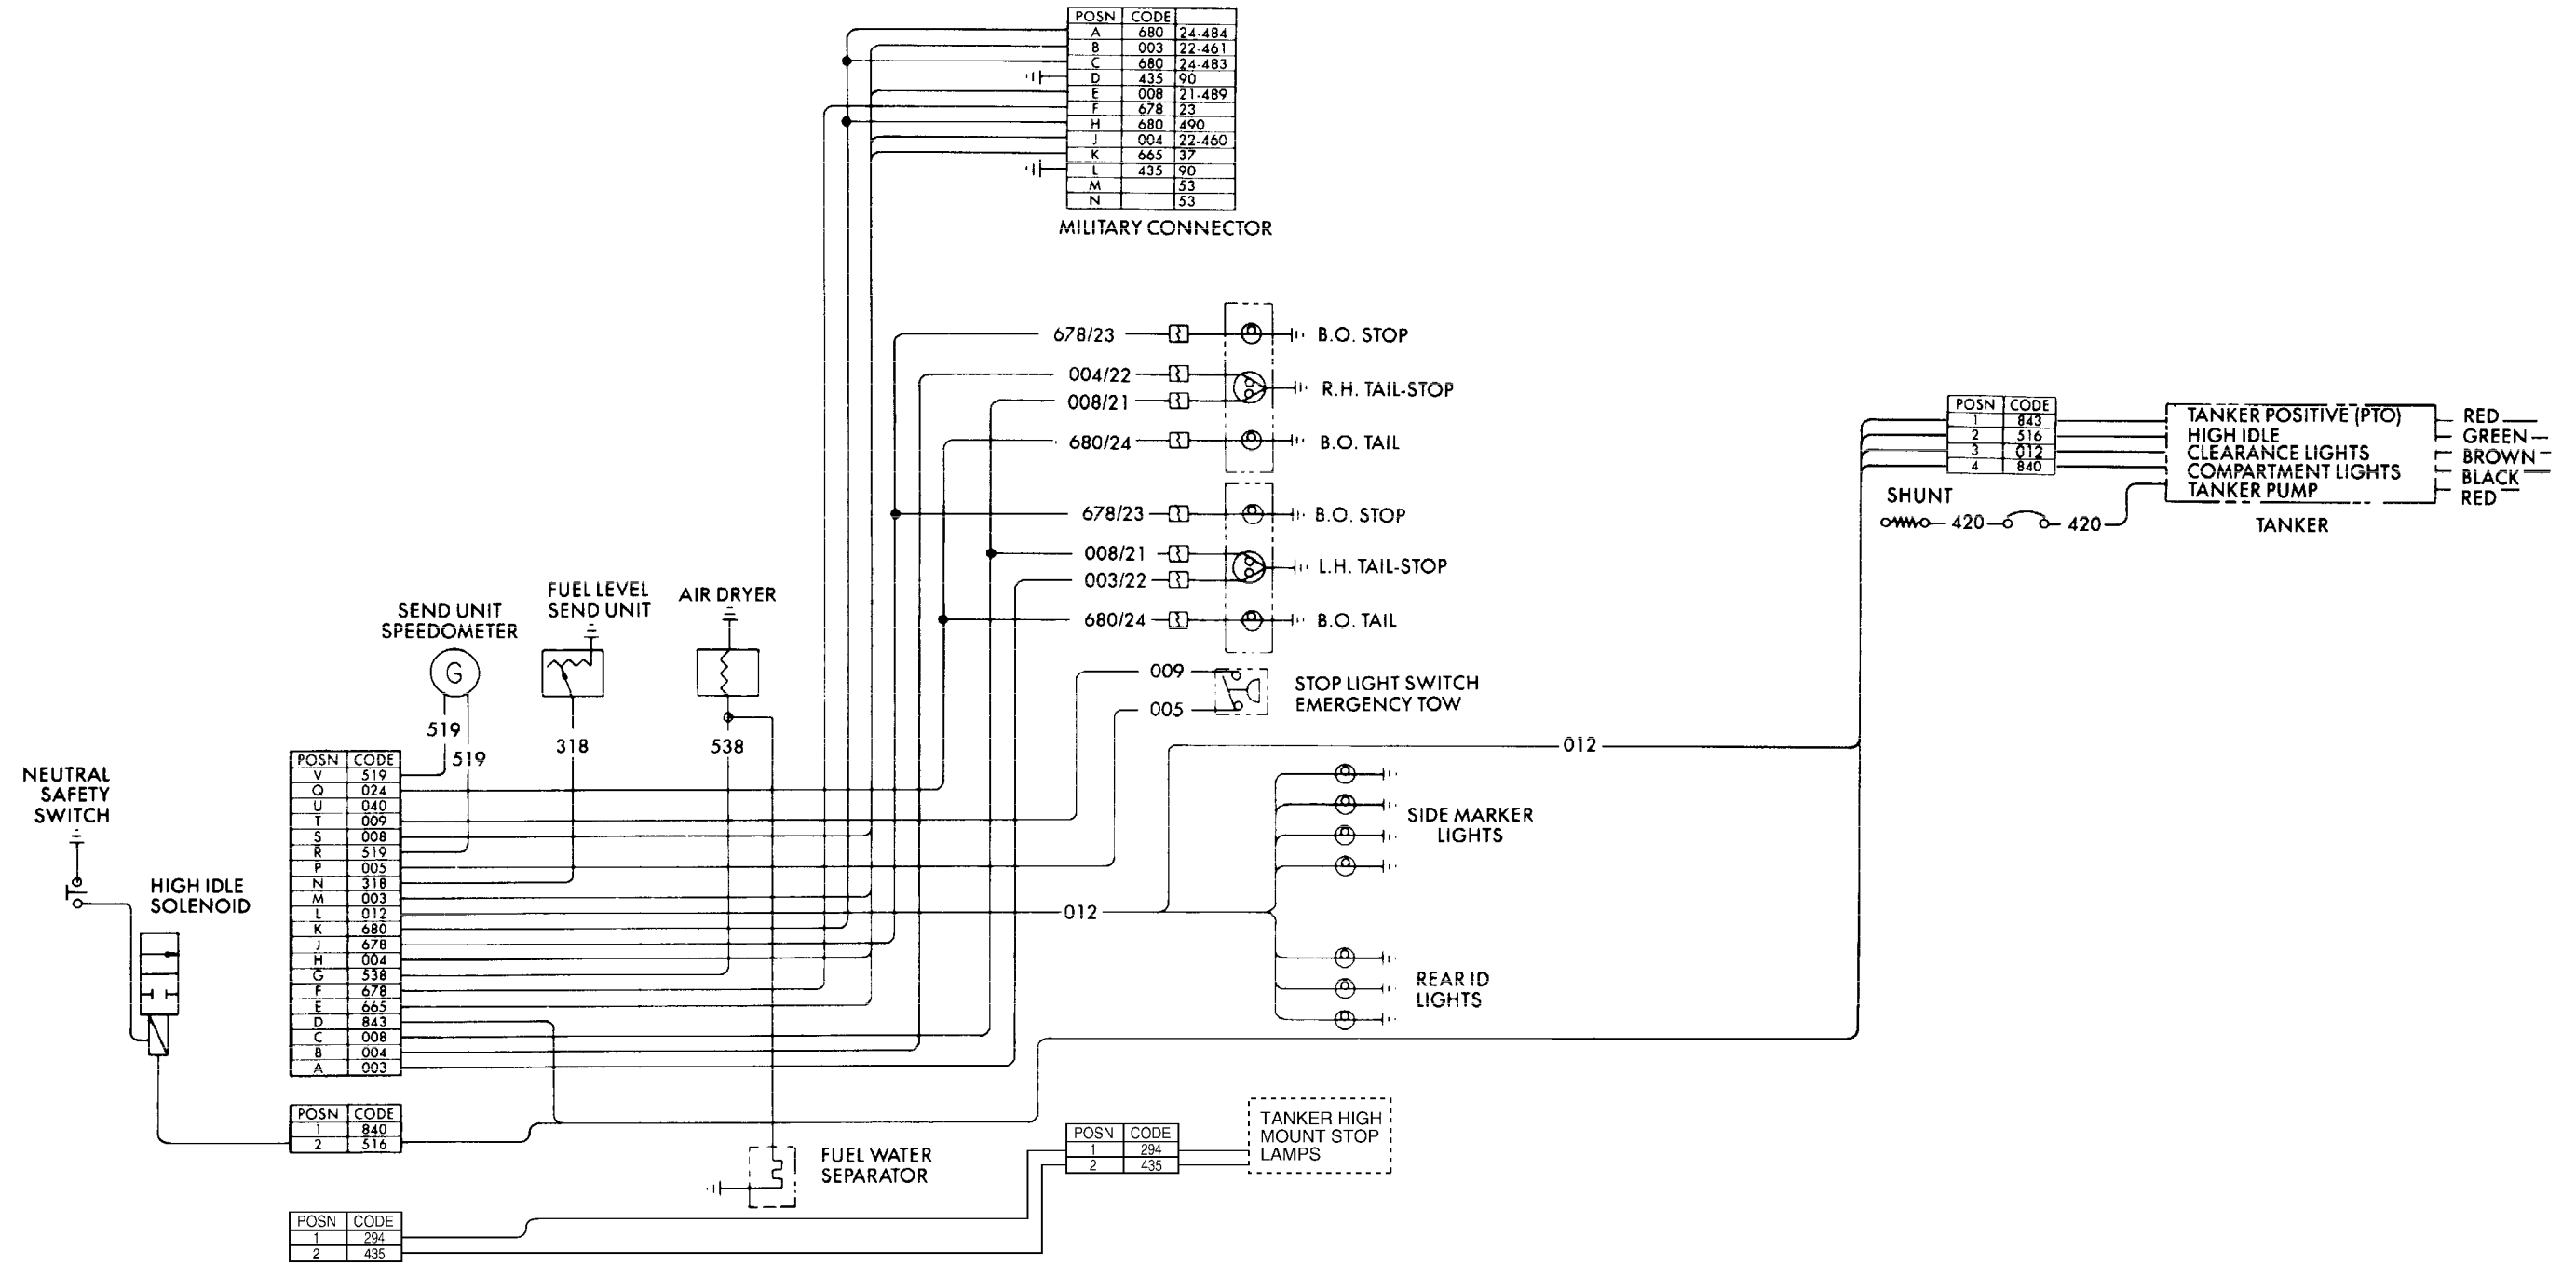 POSN CODE
A 680 24-484
B 003 22-461
C 680 24-483
D 435 90
E 008 21-489
F 678 23
H 680 490
J 004 22-460
K 665 37
L 435 90
M 53
N 53
MILITARY CONNECTOR
678/23 B.O. STOP
004/22
R.H. TAIL-STOP
008/21
680/24 B.O. TAIL
678/23 B.O. STOP
008/21
L.H. TAIL-STOP
003/22
680/24 B.O. TAIL
009
STOP LIGHT SWITCH
EMERGENCY TOW
005
POSN CODE
1 843
2 516
3 012
4 840
TANKER POSITIVE (PTO)
HIGH IDLE
CLEARANCE LIGHTS
COMPARTMENT LIGHTS
TANKER PUMP
RED
GREEN
BROWN
BLACK
RED
SHUNT
420 420
TANKER
SEND UNIT
SPEEDOMETER
G
519
519
FUEL LEVEL
SEND UNIT
318
AIR DRYER
538
012
SIDE MARKER
LIGHTS
012
REAR ID
LIGHTS
NEUTRAL
SAFETY
SWITCH
HIGH IDLE
SOLENOID
POSN CODE
V 519
Q 024
U 040
T 009
S 008
R 519
P 005
N 318
M 003
L 012
K 680
J 678
H 004
G 538
F 678
E 665
D 843
C 008
B 004
A 003
POSN CODE
1 840
2 516
FUEL WATER
SEPARATOR
POSN CODE
1 294
2 435
TANKER HIGH
MOUNT STOP
LAMPS
POSN CODE
1 294
2 435